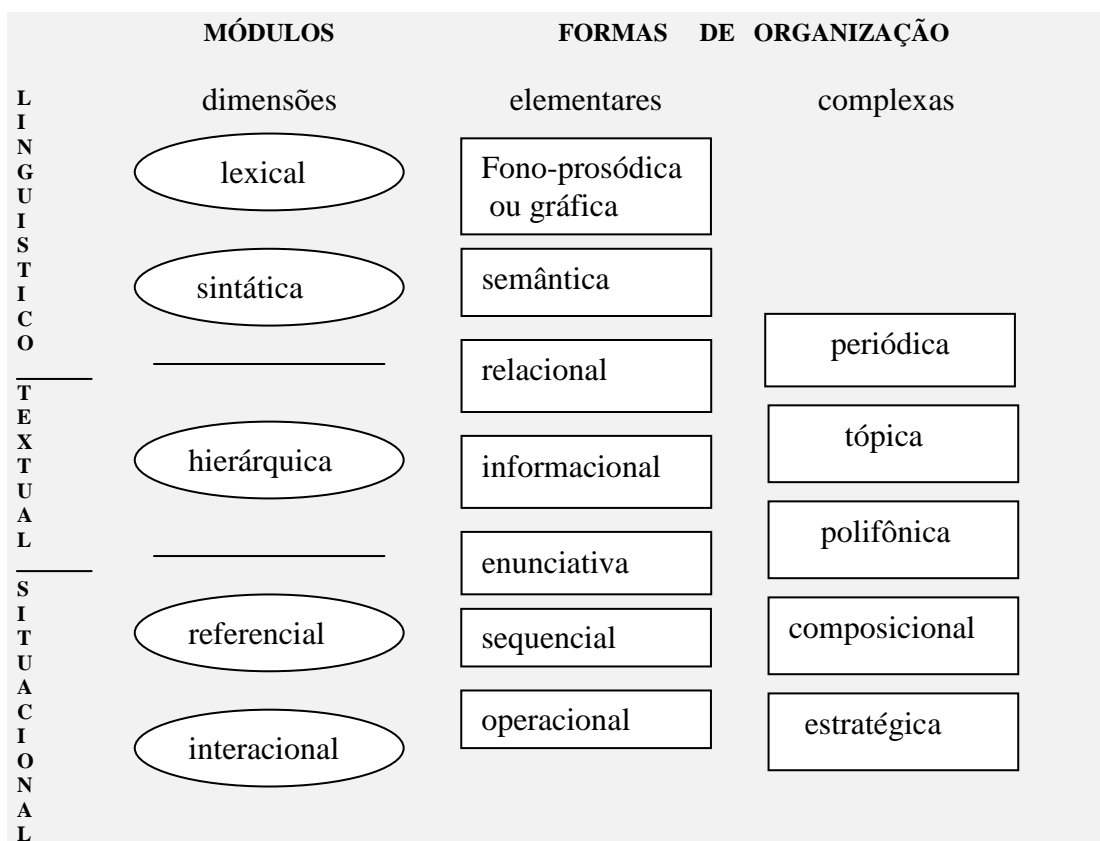 MÓDULOS FORMAS DE ORGANIZAÇÃO
dimensões elementares complexas
LINGUISTICO
lexical
Fono-prosódica
ou gráfica
sintática
semântica
periódica
relacional
TEXTUAL
tópica
hierárquica
informacional
polifônica
enunciativa
SITUACIONAL
referencial
sequencial
composicional
operacional
estratégica
interacional